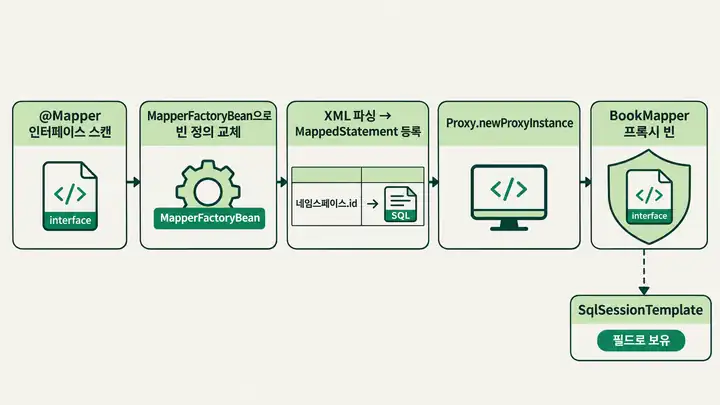 @Mapper
인터페이스 스캔
</>
interface
MapperFactoryBean으로
빈 정의 교체
MapperFactoryBean
XML 파싱 →
MappedStatement 등록
네임스페이스.id
SQL
Proxy.newProxyInstance
</>
BookMapper
프록시 빈
</>
interface
SqlSessionTemplate
필드로 보유